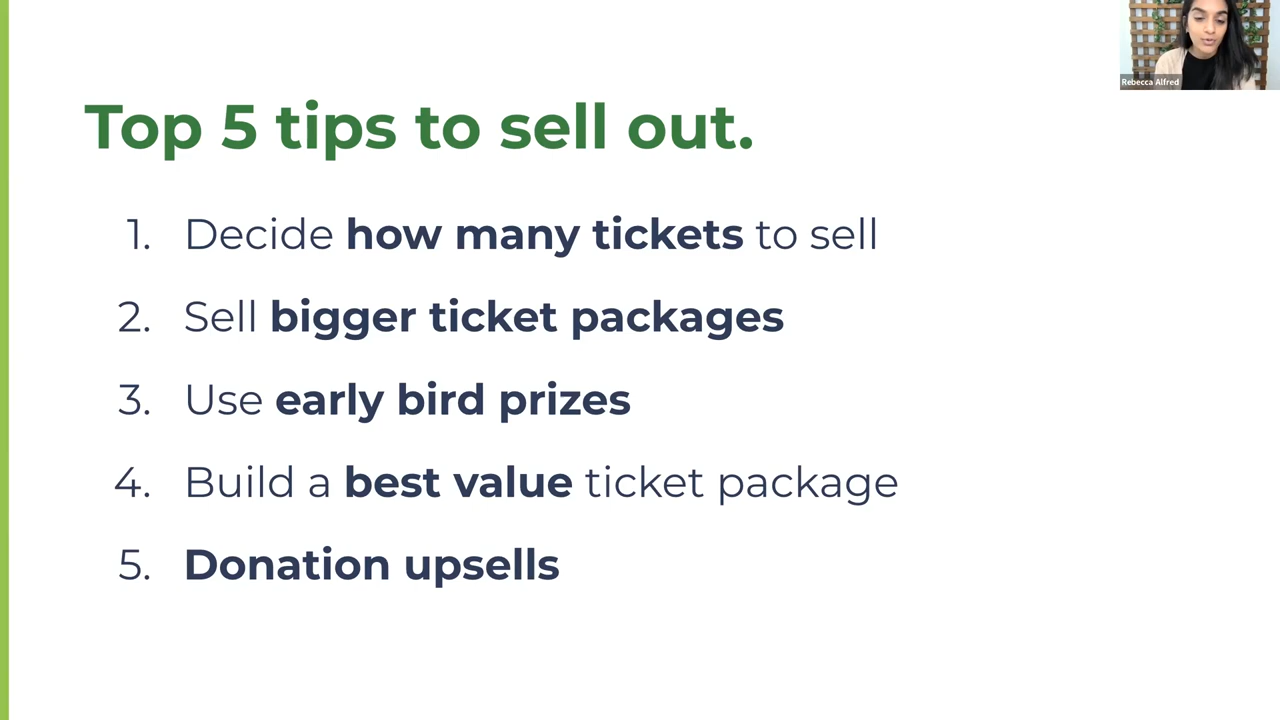 Rebecca Alfred
Top 5 tips to sell out.
1. Decide how many tickets to sell
2. Sell bigger ticket packages
3. Use early bird prizes
4. Build a best value ticket package
5. Donation upsells